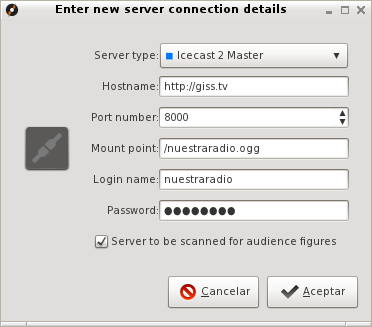 Enter new server connection details
Server type: Icecast 2 Master
Hostname: http://giss.tv
Port number: 8000
Mount point: /nuestraradio.ogg
Login name: nuestraradio
Password: ●●●●●●●●
Server to be scanned for audience figures
Cancelar Aceptar